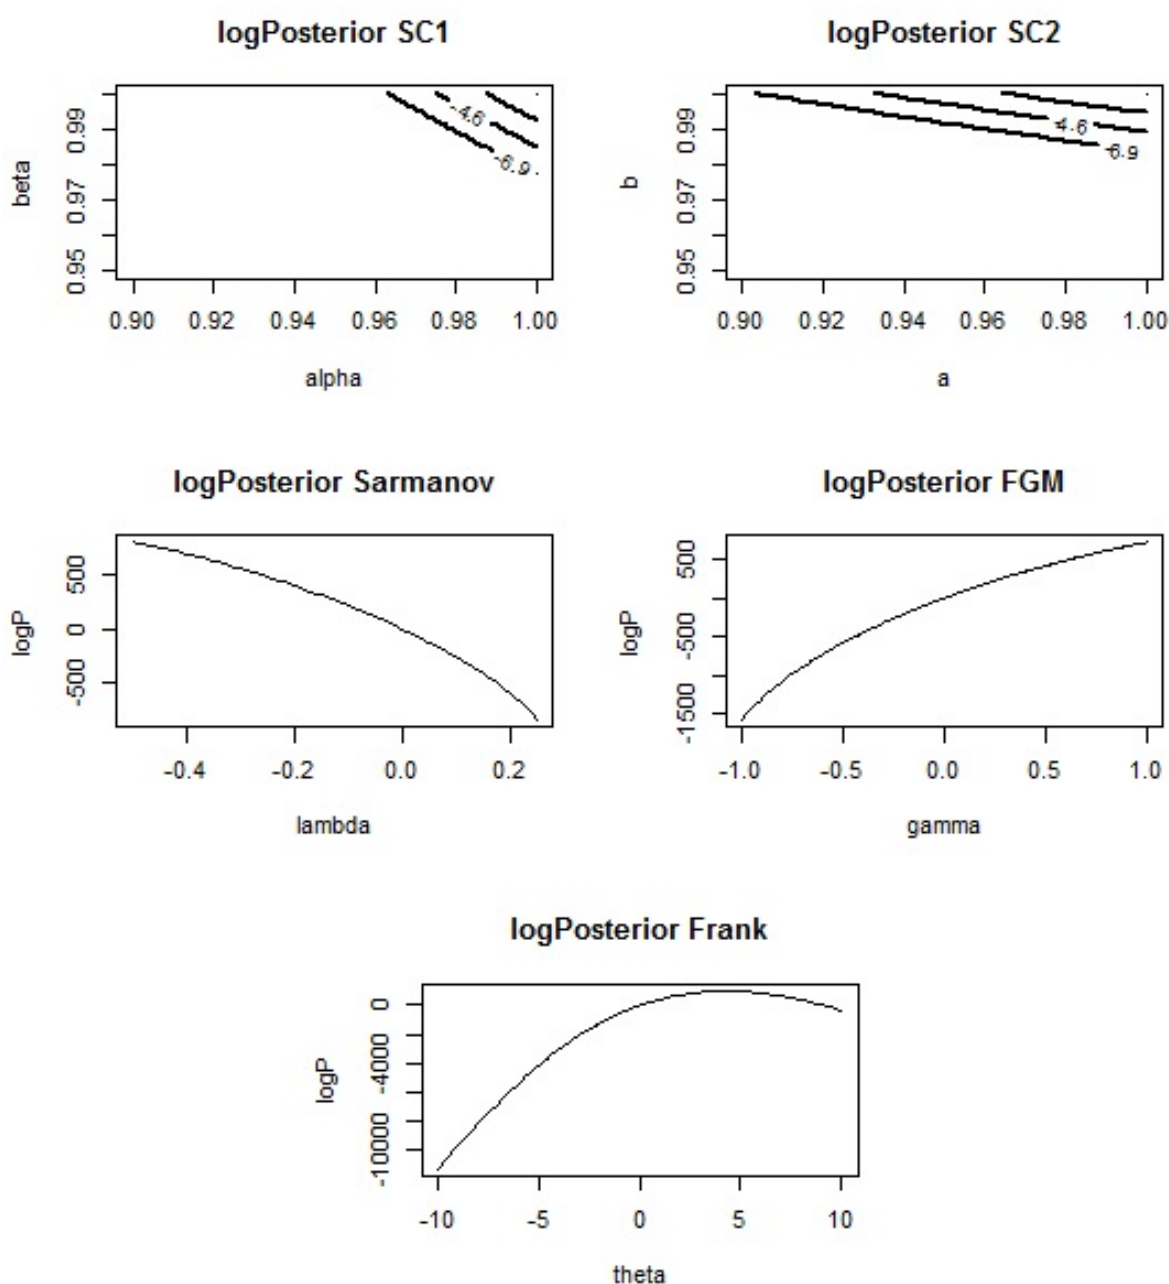 logPosterior SC1
beta
0.95 0.97 0.99
-4.6
-6.9
0.90 0.92 0.94 0.96 0.98 1.00
alpha
logPosterior SC2
b
0.95 0.97 0.99
-4.6
-6.9
0.90 0.92 0.94 0.96 0.98 1.00
a
logPosterior Sarmanov
logP
-500 0 500
-0.4 -0.2 0.0 0.2
lambda
logPosterior FGM
logP
-1500 -500 500
-1.0 -0.5 0.0 0.5 1.0
gamma
logPosterior Frank
logP
-10000 -4000 0
-10 -5 0 5 10
theta